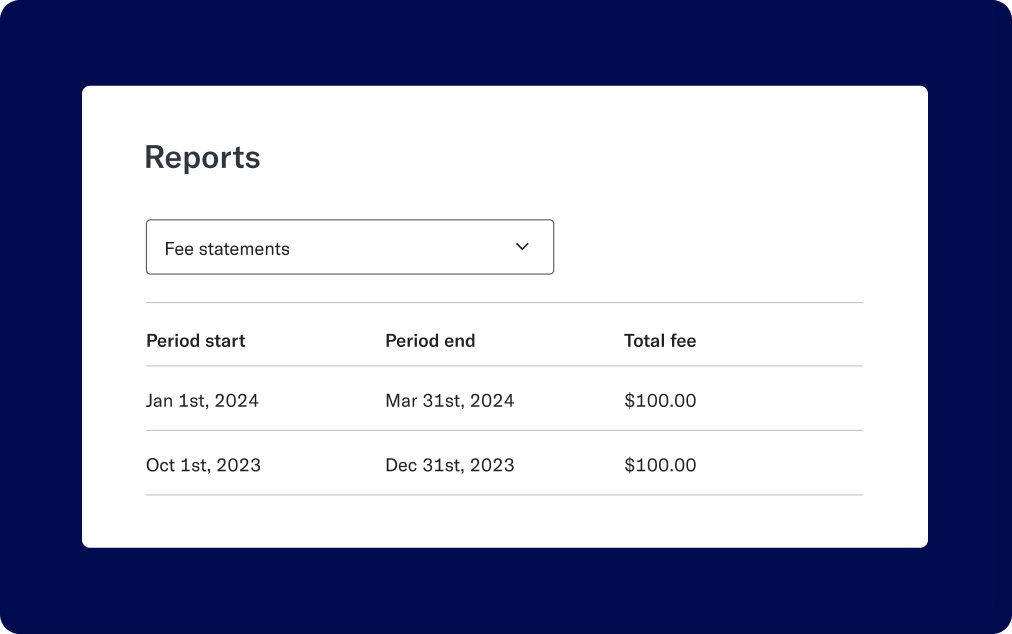 Reports
Fee statements
Period start Period end Total fee
Jan 1st, 2024 Mar 31st, 2024 $100.00
Oct 1st, 2023 Dec 31st, 2023 $100.00